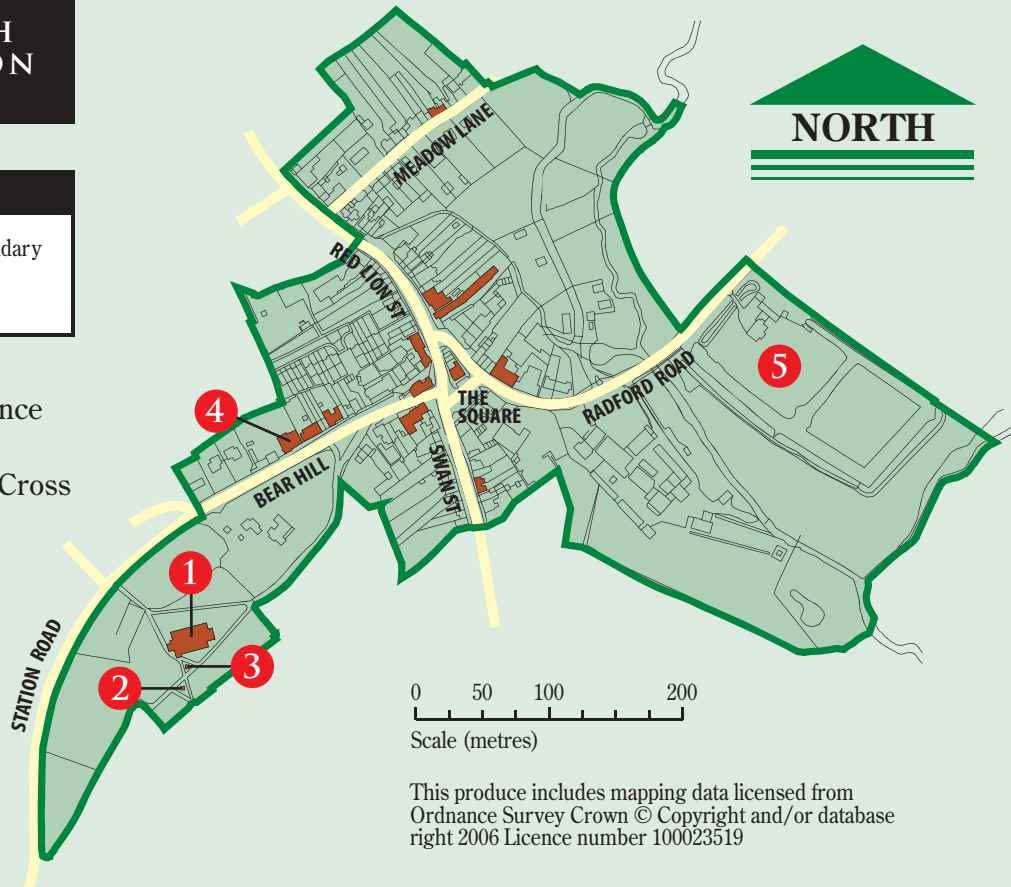 H
ON
dary
nce
Cross
NORTH
MEADOW LANE
RED LION ST
THE
SQUARE
RADFORD ROAD
5
4
BEAR HILL
SWAN ST
1
STATION ROAD
3
2
0 50 100 200
Scale (metres)
This produce includes mapping data licensed from
Ordnance Survey Crown © Copyright and/or database
right 2006 Licence number 100023519